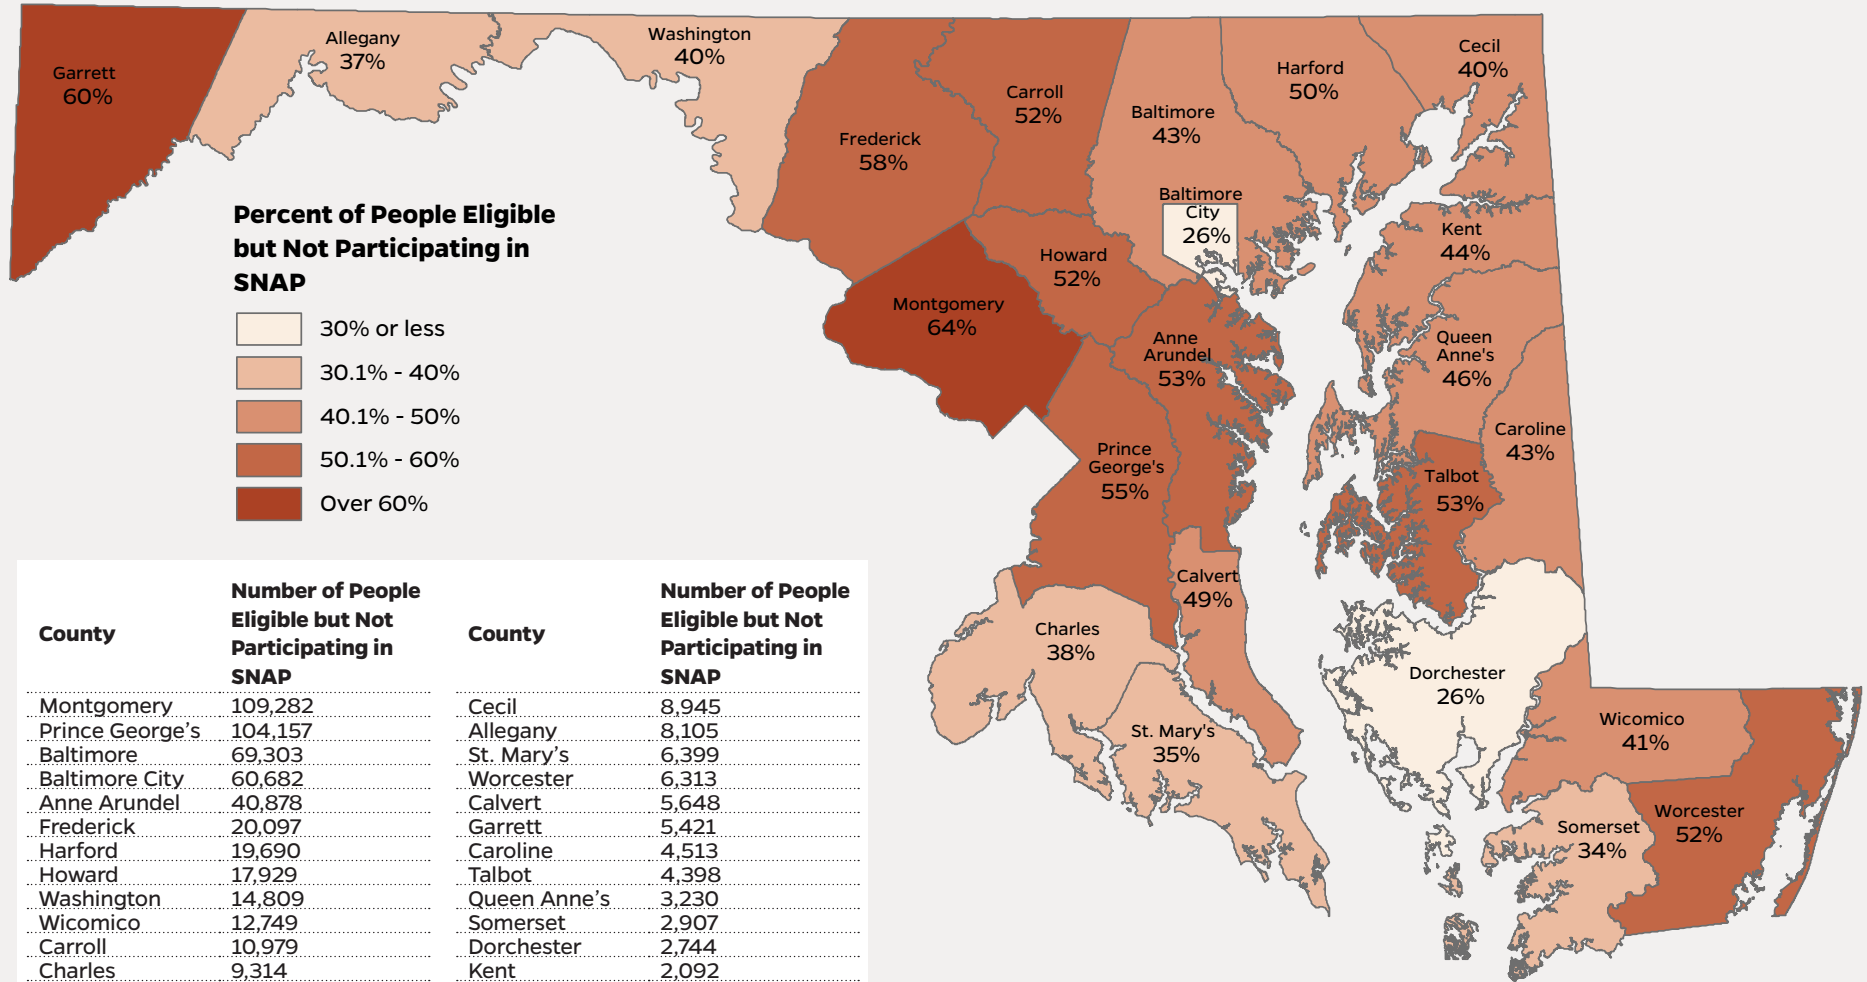 Garrett
60%
Allegany
37%
Washington
40%
Frederick
58%
Carroll
52%
Baltimore
43%
Harford
50%
Cecil
40%
Baltimore
City
26%
Howard
52%
Montgomery
64%
Anne
Arundel
53%
Prince
George's
55%
Kent
44%
Queen
Anne's
46%
Caroline
43%
Talbot
53%
Calvert
49%
Charles
38%
St. Mary's
35%
Dorchester
26%
Wicomico
41%
Somerset
34%
Worcester
52%
Percent of People Eligible
but Not Participating in
SNAP
30% or less
30.1% - 40%
40.1% - 50%
50.1% - 60%
Over 60%
County
Number of People
Eligible but Not
Participating in
SNAP
Montgomery 109,282
Prince George’s 104,157
Baltimore 69,303
Baltimore City 60,682
Anne Arundel 40,878
Frederick 20,097
Harford 19,690
Howard 17,929
Washington 14,809
Wicomico 12,749
Carroll 10,979
Charles 9,314
County
Number of People
Eligible but Not
Participating in
SNAP
Cecil 8,945
Allegany 8,105
St. Mary’s 6,399
Worcester 6,313
Calvert 5,648
Garrett 5,421
Caroline 4,513
Talbot 4,398
Queen Anne’s 3,230
Somerset 2,907
Dorchester 2,744
Kent 2,092